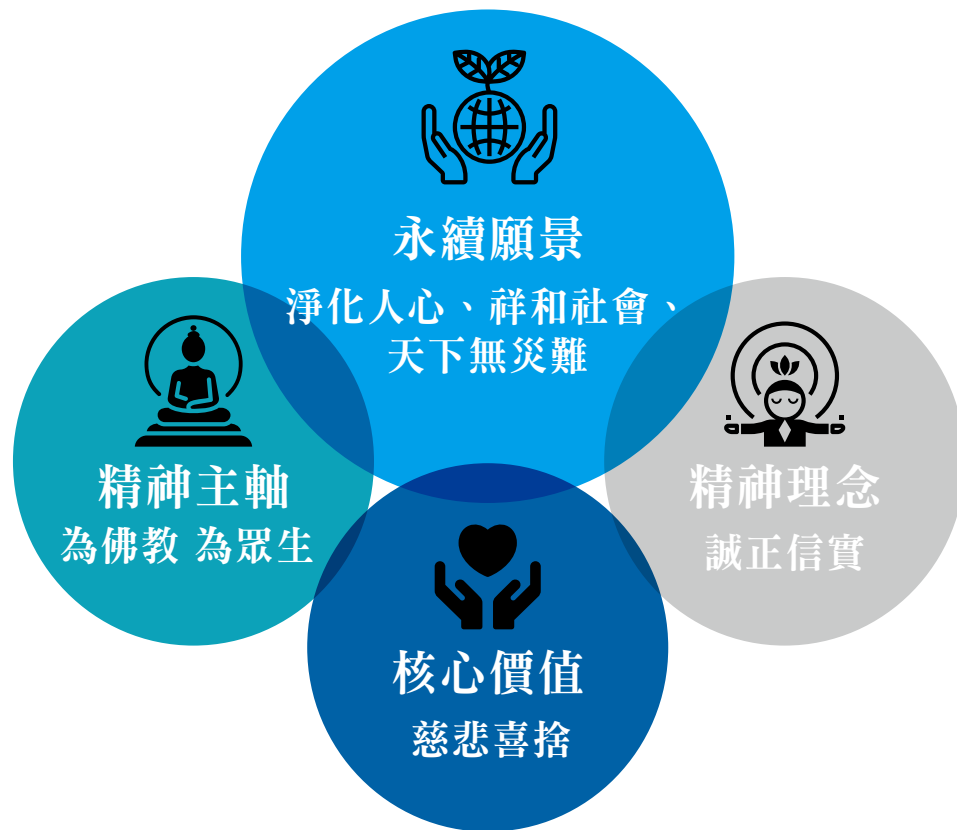 永續願景
淨化人心、祥和社會、
天下無災難
精神主軸
為佛教 為眾生
精神理念
誠正信實
核心價值
慈悲喜捨